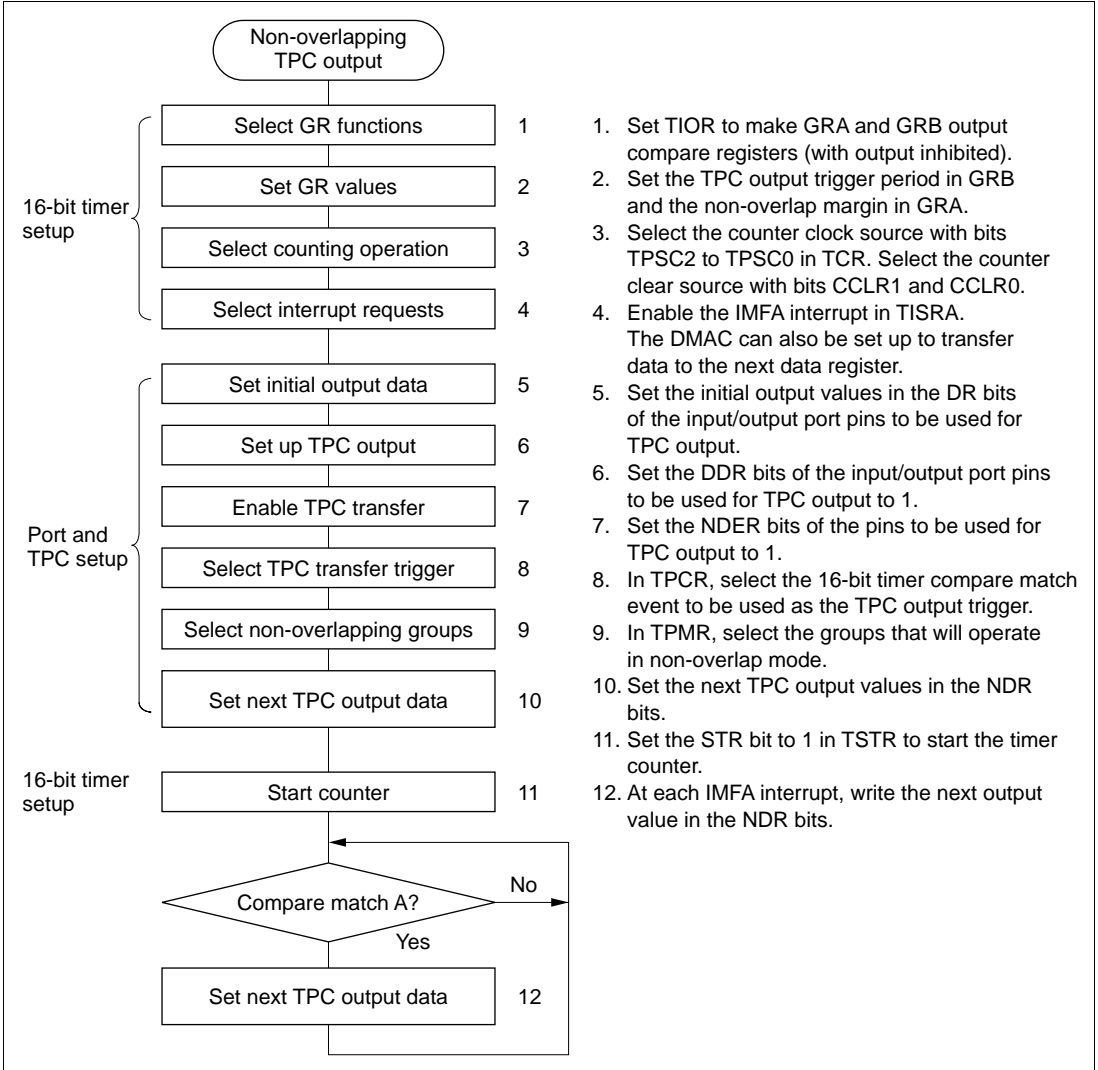 Non-overlapping
TPC output
16-bit timer
setup
Select GR functions 1
Set GR values 2
Select counting operation 3
Select interrupt requests 4
Port and
TPC setup
Set initial output data 5
Set up TPC output 6
Enable TPC transfer 7
Select TPC transfer trigger 8
Select non-overlapping groups 9
Set next TPC output data 10
16-bit timer
setup
Start counter 11
Compare match A?
No
Yes
Set next TPC output data 12
1. Set TIOR to make GRA and GRB output
compare registers (with output inhibited).
2. Set the TPC output trigger period in GRB
and the non-overlap margin in GRA.
3. Select the counter clock source with bits
TPSC2 to TPSC0 in TCR. Select the counter
clear source with bits CCLR1 and CCLR0.
4. Enable the IMFA interrupt in TISRA.
The DMAC can also be set up to transfer
data to the next data register.
5. Set the initial output values in the DR bits
of the input/output port pins to be used for
TPC output.
6. Set the DDR bits of the input/output port pins
to be used for TPC output to 1.
7. Set the NDER bits of the pins to be used for
TPC output to 1.
8. In TPCR, select the 16-bit timer compare match
event to be used as the TPC output trigger.
9. In TPMR, select the groups that will operate
in non-overlap mode.
10. Set the next TPC output values in the NDR
bits.
11. Set the STR bit to 1 in TSTR to start the timer
counter.
12. At each IMFA interrupt, write the next output
value in the NDR bits.